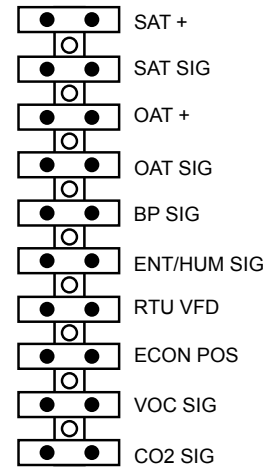 SAT +
SAT SIG
OAT +
OAT SIG
BP SIG
ENT/HUM SIG
RTU VFD
ECON POS
VOC SIG
CO2 SIG